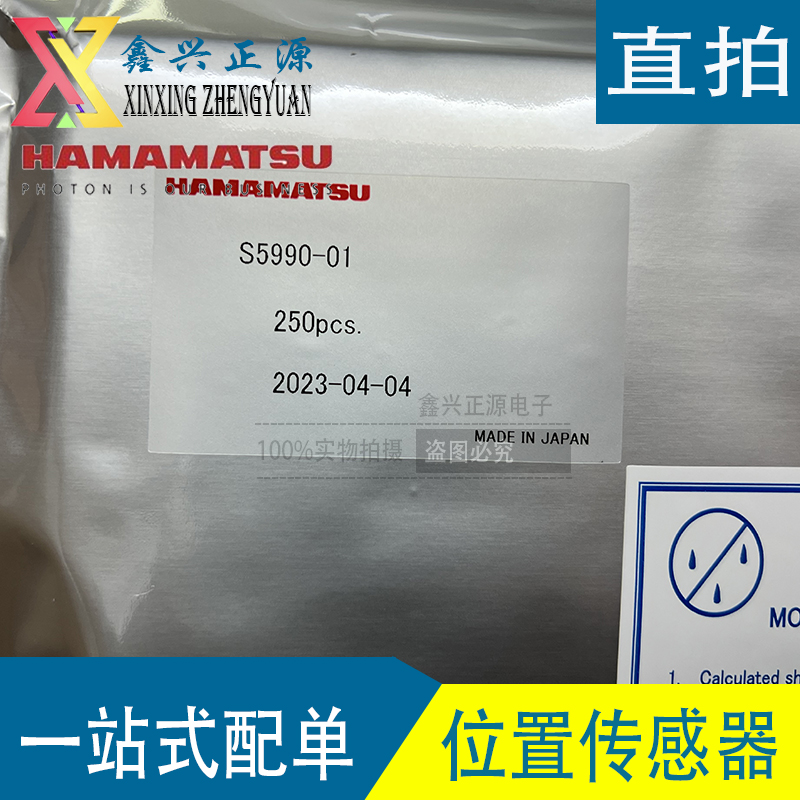 鑫兴正源
XINXING ZHENGYUAN
直拍
HAMAMATSU
PHOTON IS OUR BUSINESS
HAMAMATSU
S5990-01
250pcs.
2023-04-04
鑫兴正源电子
MADE IN JAPAN
100%实物拍摄 盗图必究
MO
1. Calculated sh
一站式配单
位置传感器